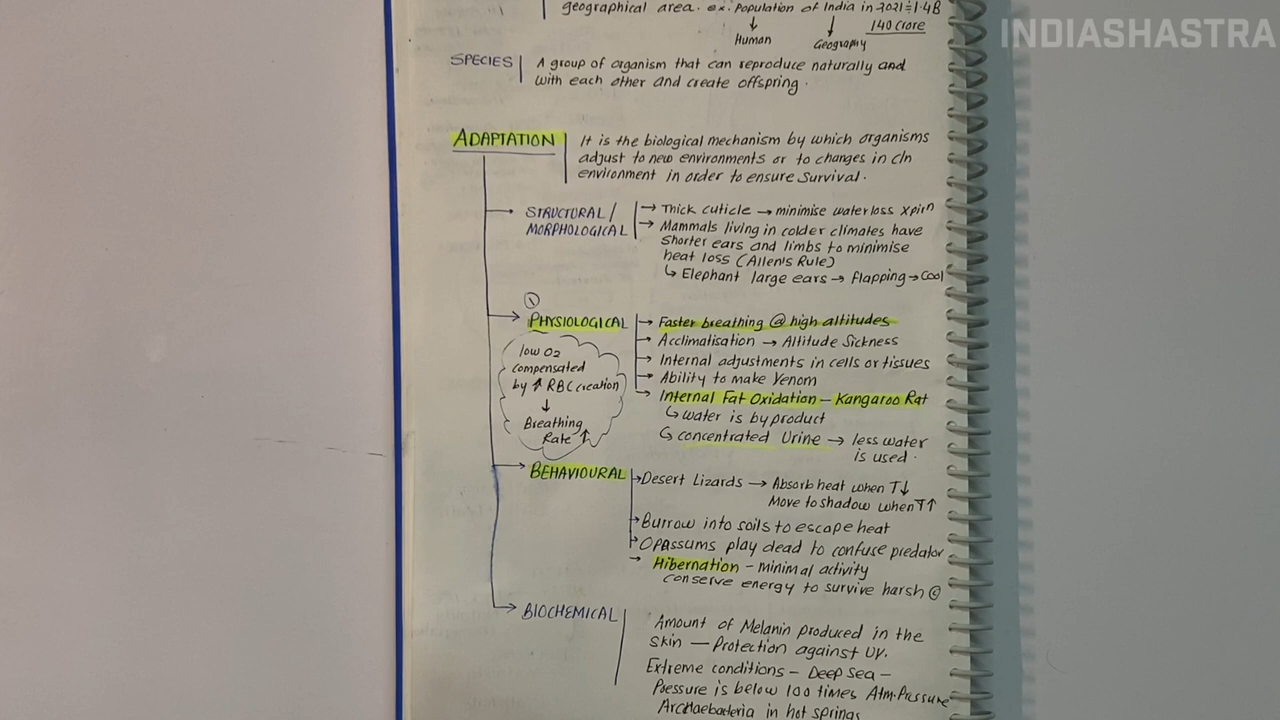 geographical area. ex. Population of India in 2021 ÷ 1.4B
140 Crore
Human
Geography
INDIASHASTRA
SPECIES
A group of organism that can reproduce naturally and
with each other and create offspring.
ADAPTATION
It is the biological mechanism by which organisms
adjust to new environments or to changes in c/n
environment in order to ensure Survival.
STRUCTURAL/
MORPHOLOGICAL
→ Thick cuticle → minimise waterloss xpirn
→ Mammals living in colder climates have
shorter ears and limbs to minimise
heat loss (Allen's Rule)
↳ Elephant large ears → Flapping → Cool
①
PHYSIOLOGICAL
→ Faster breathing @ high altitudes
→ Acclimatisation → Altitude Sickness
→ Internal adjustments in cells or tissues
→ Ability to make Venom
→ Internal Fat Oxidation - Kangaroo Rat
↳ water is byproduct
↳ concentrated Urine → less water
is used.
low O2
compensated
by ↑ RBC creation
↓
Breathing
Rate ↑
BEHAVIOURAL
→ Desert Lizards → Absorb heat when T↓
Move to shadow when T↑
→ Burrow into soils to escape heat
→ Opassums play dead to confuse predator
→ Hibernation - minimal activity
conserve energy to survive harsh ©
BIOCHEMICAL
Amount of Melanin produced in the
skin — Protection against UV.
Extreme conditions - Deep sea -
Pressure is below 100 times Atm. Pressure
Archaebacteria in hot springs